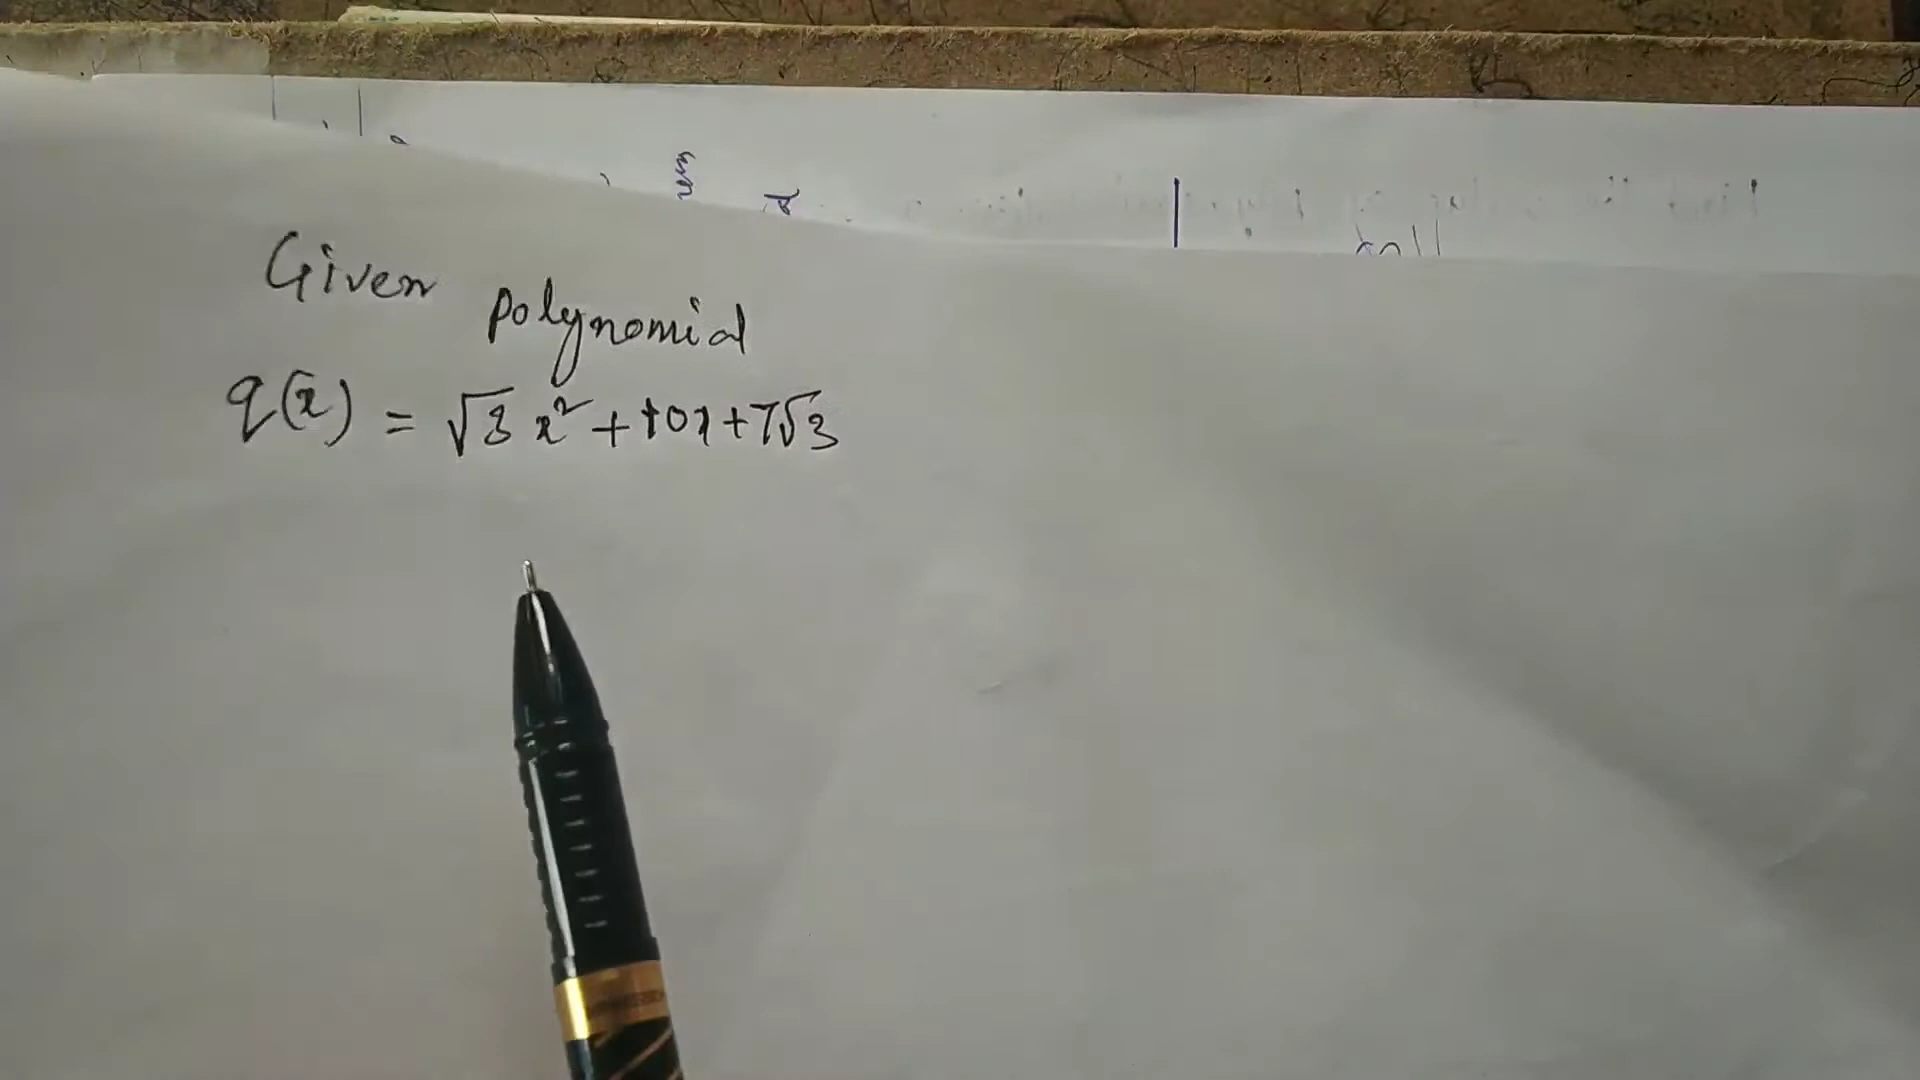 Given polynomial
q(x) = √3 x² + 10x + 7√3